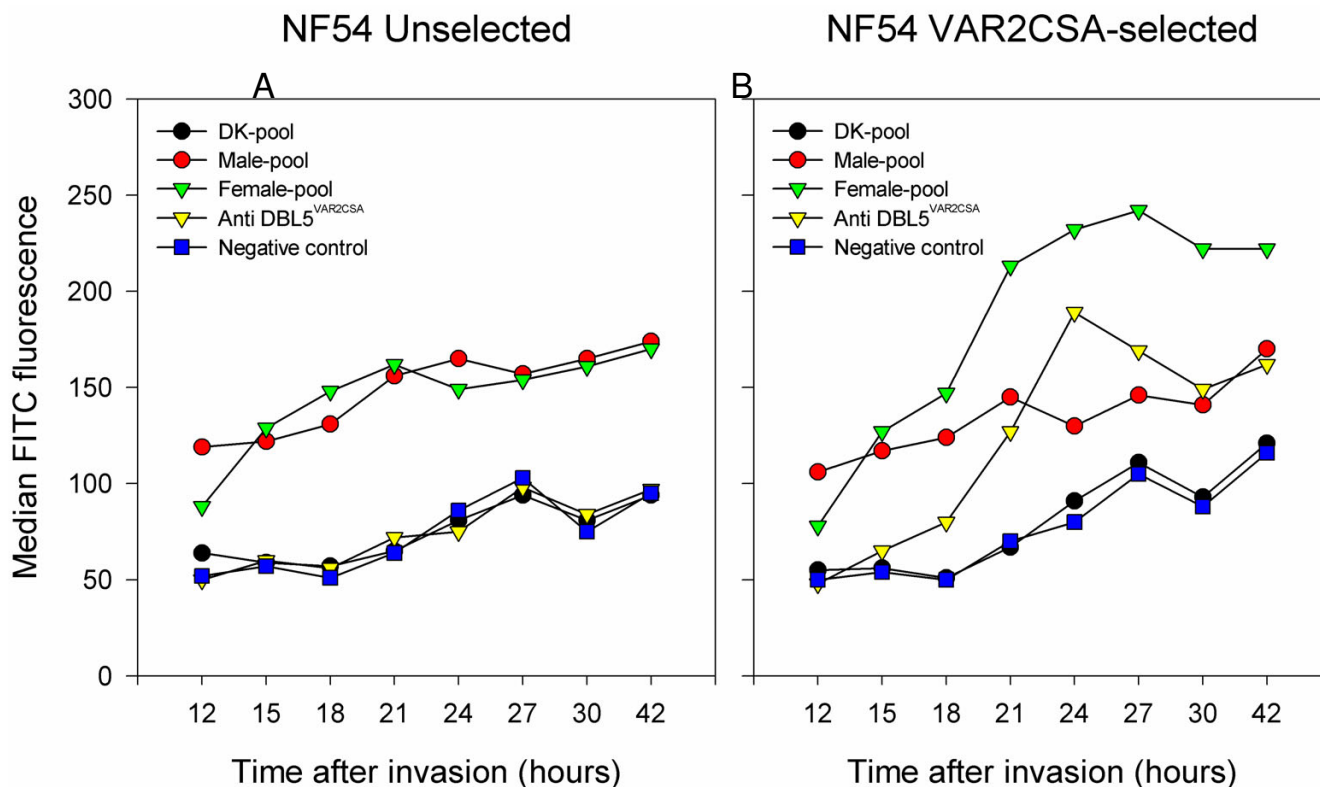 NF54 Unselected
NF54 VAR2CSA-selected
A
B
Median FITC fluorescence
300
250
200
150
100
50
0
DK-pool
Male-pool
Female-pool
Anti DBL5VAR2CSA
Negative control
DK-pool
Male-pool
Female-pool
Anti DBL5VAR2CSA
Negative control
12 15 18 21 24 27 30 42
12 15 18 21 24 27 30 42
Time after invasion (hours)
Time after invasion (hours)